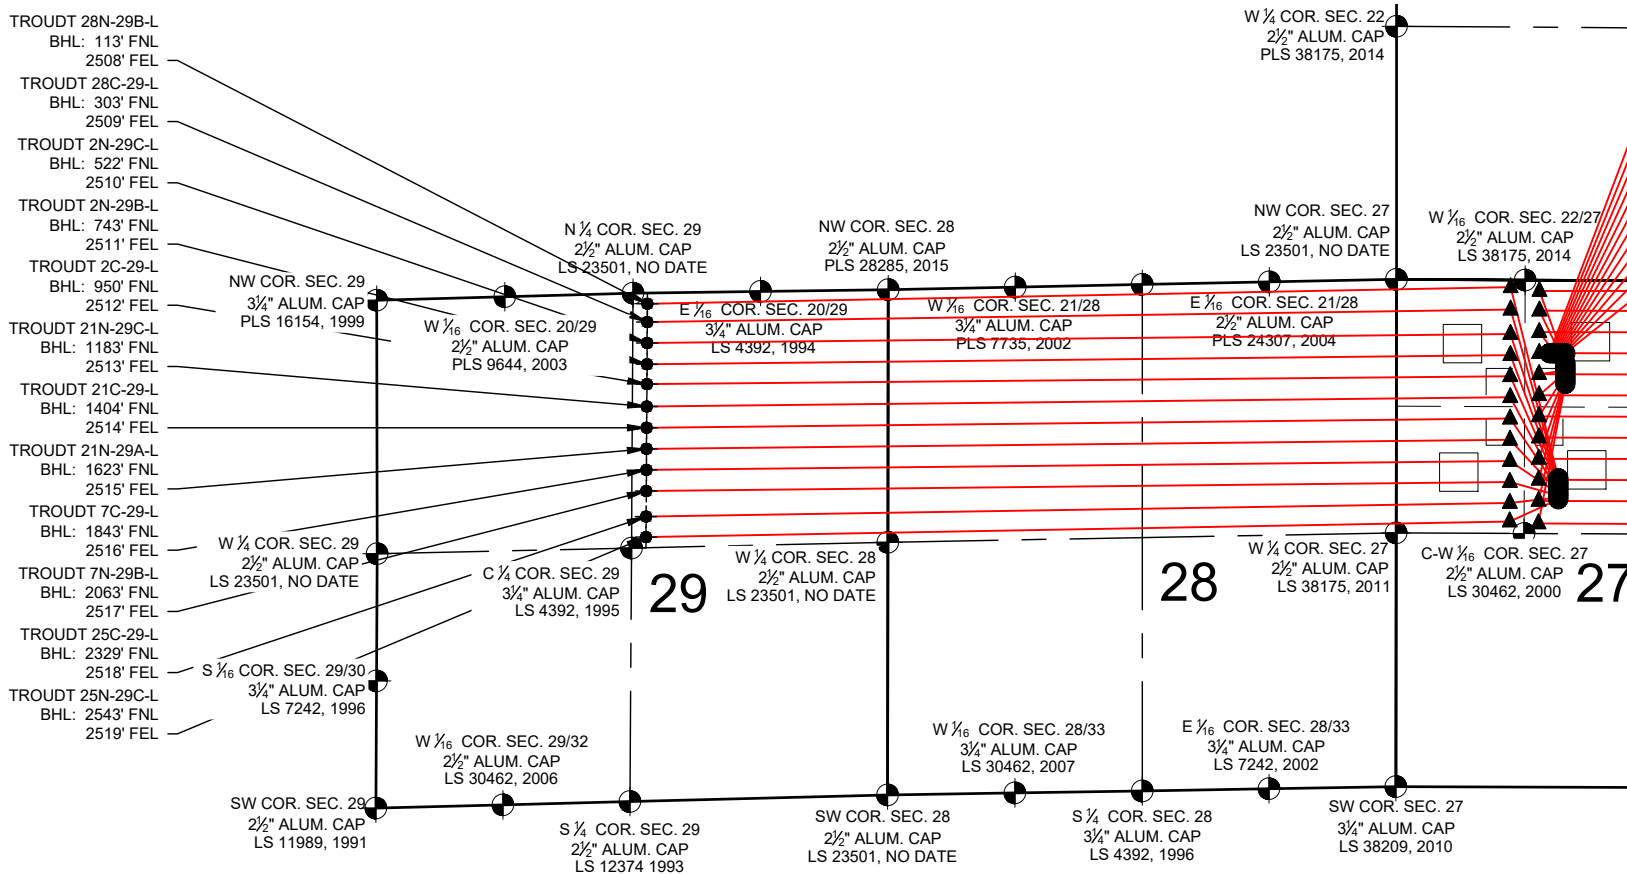 TROUDT 28N-29B-L
BHL: 113' FNL
2508' FEL
TROUDT 28C-29-L
BHL: 303' FNL
2509' FEL
TROUDT 2N-29C-L
BHL: 522' FNL
2510' FEL
TROUDT 2N-29B-L
BHL: 743' FNL
2511' FEL
TROUDT 2C-29-L
BHL: 950' FNL
2512' FEL
TROUDT 21N-29C-L
BHL: 1183' FNL
2513' FEL
TROUDT 21C-29-L
BHL: 1404' FNL
2514' FEL
TROUDT 21N-29A-L
BHL: 1623' FNL
2515' FEL
TROUDT 7C-29-L
BHL: 1843' FNL
2516' FEL
TROUDT 7N-29B-L
BHL: 2063' FNL
2517' FEL
TROUDT 25C-29-L
BHL: 2329' FNL
2518' FEL
TROUDT 25N-29C-L
BHL: 2543' FNL
2519' FEL
W ¼ COR. SEC. 22
2½" ALUM. CAP
PLS 38175, 2014
N ¼ COR. SEC. 29
2½" ALUM. CAP
LS 23501, NO DATE
NW COR. SEC. 28
2½" ALUM. CAP
PLS 28285, 2015
NW COR. SEC. 27
2½" ALUM. CAP
LS 23501, NO DATE
W 1⁄16 COR. SEC. 22/27
2½" ALUM. CAP
LS 38175, 2014
NW COR. SEC. 29
3¼" ALUM. CAP
PLS 16154, 1999
W 1⁄16 COR. SEC. 20/29
2½" ALUM. CAP
PLS 9644, 2003
E 1⁄16 COR. SEC. 20/29
3¼" ALUM. CAP
LS 4392, 1994
W 1⁄16 COR. SEC. 21/28
3¼" ALUM. CAP
PLS 7735, 2002
E 1⁄16 COR. SEC. 21/28
2½" ALUM. CAP
PLS 24307, 2004
W ¼ COR. SEC. 29
2½" ALUM. CAP
LS 23501, NO DATE
C ¼ COR. SEC. 29
3¼" ALUM. CAP
LS 4392, 1995
29
W ¼ COR. SEC. 28
2½" ALUM. CAP
LS 23501, NO DATE
28
W ¼ COR. SEC. 27
2½" ALUM. CAP
LS 38175, 2011
C-W 1⁄16 COR. SEC. 27
2½" ALUM. CAP
LS 30462, 2000
27
S 1⁄16 COR. SEC. 29/30
3¼" ALUM. CAP
LS 7242, 1996
W 1⁄16 COR. SEC. 29/32
2½" ALUM. CAP
LS 30462, 2006
W 1⁄16 COR. SEC. 28/33
3¼" ALUM. CAP
LS 30462, 2007
E 1⁄16 COR. SEC. 28/33
3¼" ALUM. CAP
LS 7242, 2002
SW COR. SEC. 29
2½" ALUM. CAP
LS 11989, 1991
S ¼ COR. SEC. 29
2½" ALUM. CAP
LS 12374 1993
SW COR. SEC. 28
2½" ALUM. CAP
LS 23501, NO DATE
S ¼ COR. SEC. 28
3¼" ALUM. CAP
LS 4392, 1996
SW COR. SEC. 27
3¼" ALUM. CAP
LS 38209, 2010